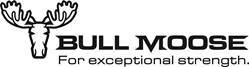 BULL MOOSE
For exceptional strength.